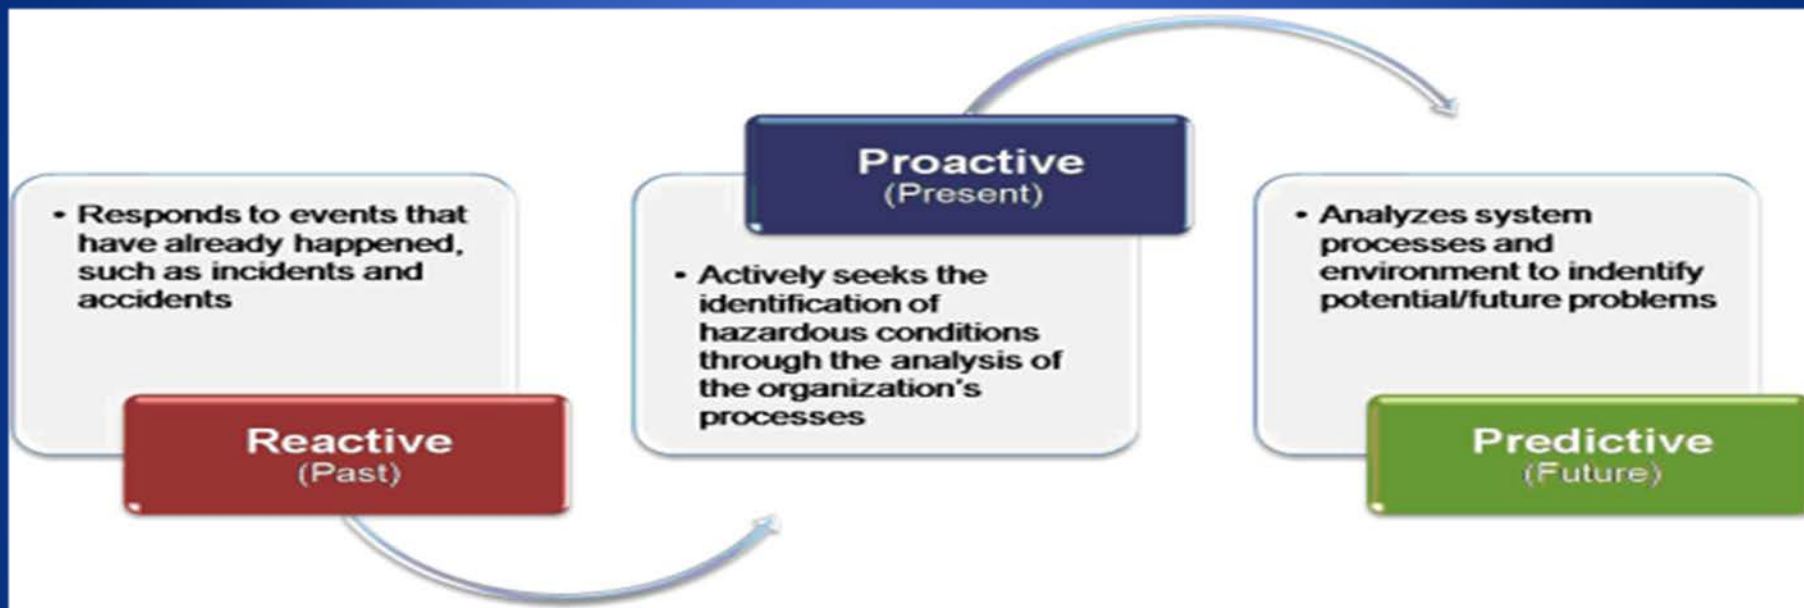 • Responds to events that
have already happened,
such as incidents and
accidents
Reactive
(Past)
Proactive
(Present)
• Actively seeks the
identification of
hazardous conditions
through the analysis of
the organization's
processes
• Analyzes system
processes and
environment to indentify
potential/future problems
Predictive
(Future)